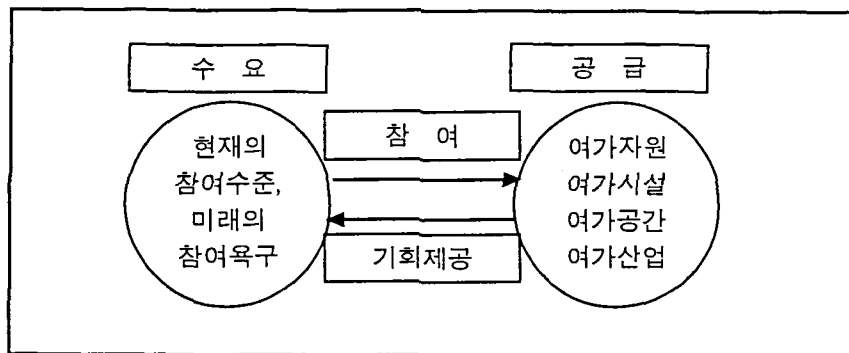 수 요
공 급
참 여
현재의
참여수준,
미래의
참여욕구
기회제공
여가자원
여가시설
여가공간
여가산업